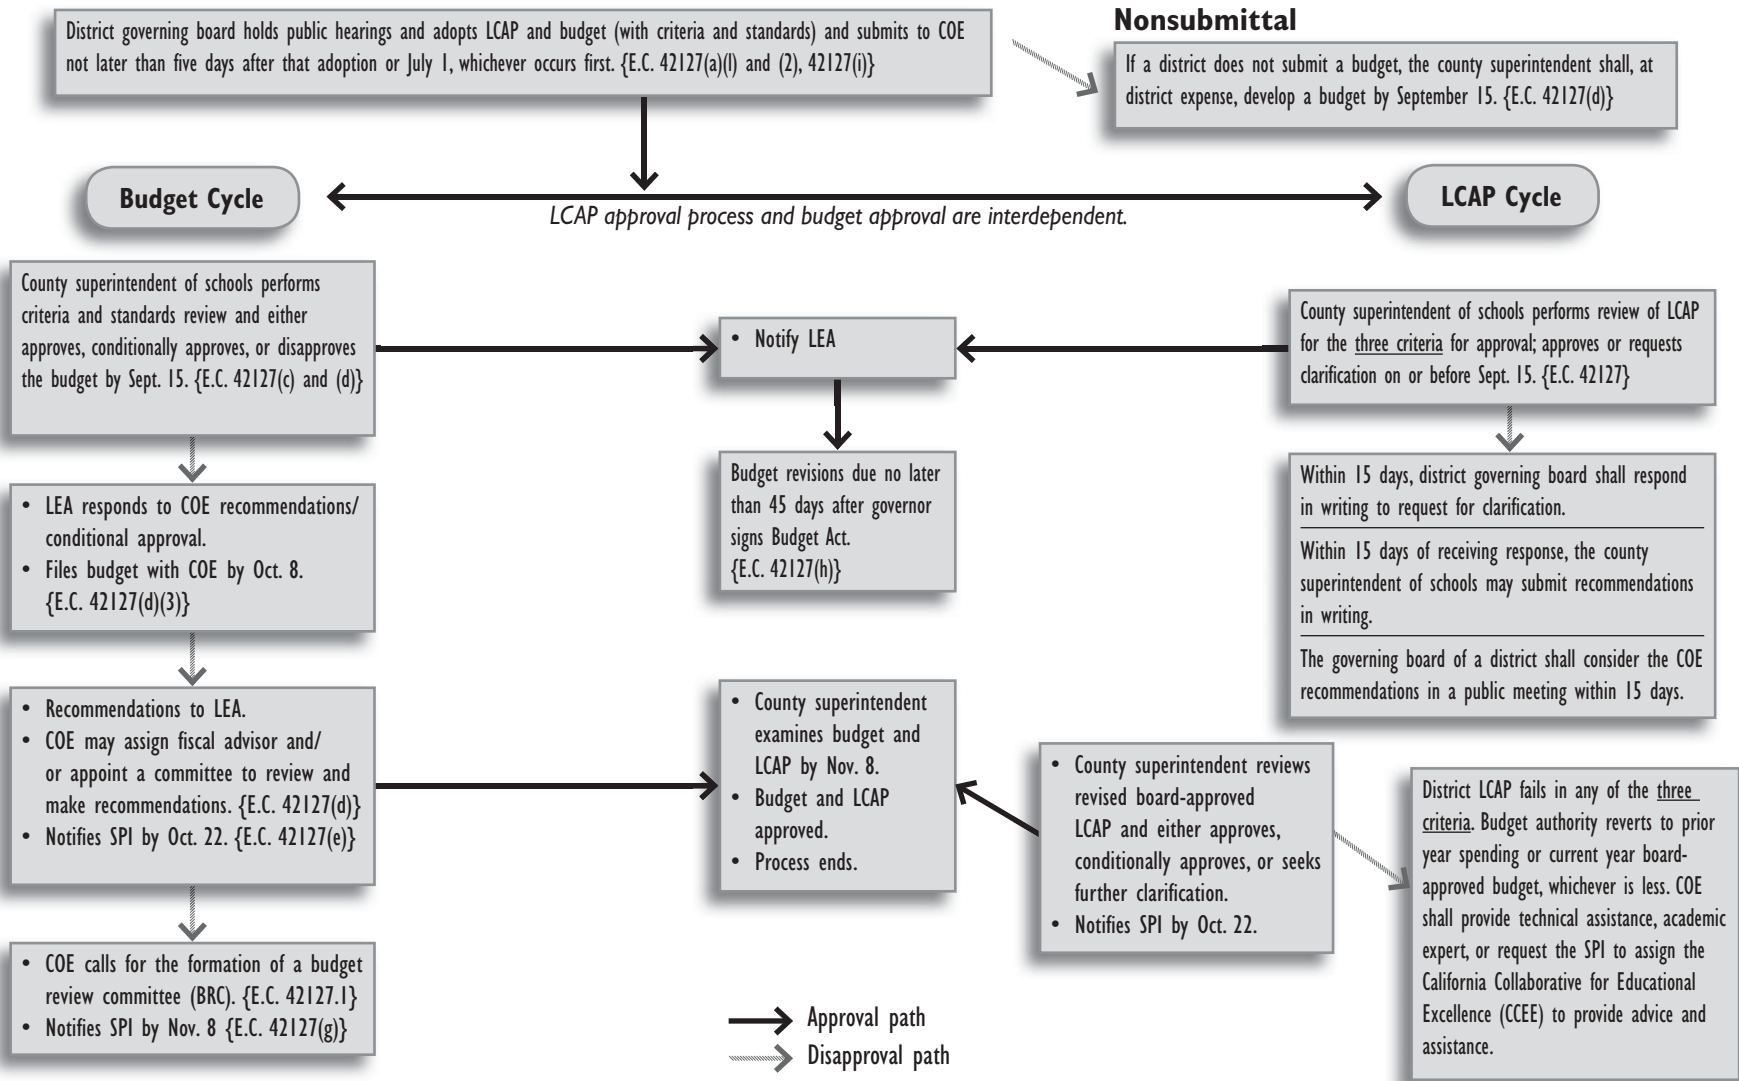 District governing board holds public hearings and adopts LCAP and budget (with criteria and standards) and submits to COE
not later than five days after that adoption or July 1, whichever occurs first. {E.C. 42127(a)(l) and (2), 42127(i)}
Nonsubmittal
If a district does not submit a budget, the county superintendent shall, at
district expense, develop a budget by September 15. {E.C. 42127(d)}
Budget Cycle
LCAP approval process and budget approval are interdependent.
LCAP Cycle
County superintendent of schools performs
criteria and standards review and either
approves, conditionally approves, or disapproves
the budget by Sept. 15. {E.C. 42127(c) and (d)}
• Notify LEA
County superintendent of schools performs review of LCAP
for the three criteria for approval; approves or requests
clarification on or before Sept. 15. {E.C. 42127}
• LEA responds to COE recommendations/
conditional approval.
• Files budget with COE by Oct. 8.
{E.C. 42127(d)(3)}
Budget revisions due no later
than 45 days after governor
signs Budget Act.
{E.C. 42127(h)}
Within 15 days, district governing board shall respond
in writing to request for clarification.
Within 15 days of receiving response, the county
superintendent of schools may submit recommendations
in writing.
The governing board of a district shall consider the COE
recommendations in a public meeting within 15 days.
• Recommendations to LEA.
• COE may assign fiscal advisor and/
or appoint a committee to review and
make recommendations. {E.C. 42127(d)}
• Notifies SPI by Oct. 22. {E.C. 42127(e)}
• County superintendent
examines budget and
LCAP by Nov. 8.
• Budget and LCAP
approved.
• Process ends.
• County superintendent reviews
revised board-approved
LCAP and either approves,
conditionally approves, or seeks
further clarification.
• Notifies SPI by Oct. 22.
District LCAP fails in any of the three
criteria. Budget authority reverts to prior
year spending or current year board-
approved budget, whichever is less. COE
shall provide technical assistance, academic
expert, or request the SPI to assign the
California Collaborative for Educational
Excellence (CCEE) to provide advice and
assistance.
• COE calls for the formation of a budget
review committee (BRC). {E.C. 42127.1}
• Notifies SPI by Nov. 8 {E.C. 42127(g)}
Approval path
Disapproval path